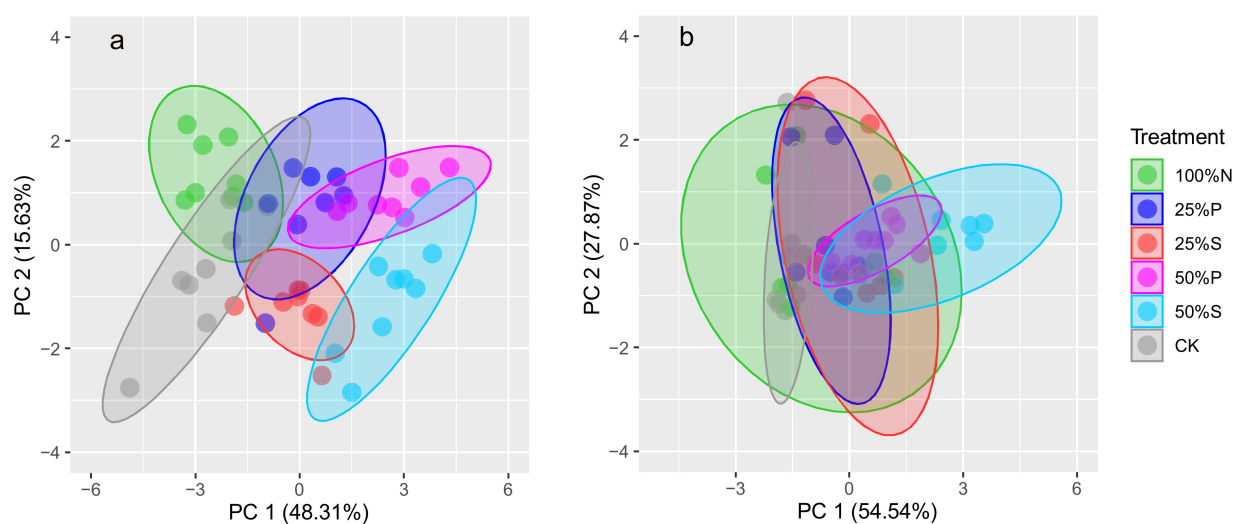 a
4
2
0
−2
−4
−6
−3
0
3
6
PC 1 (48.31%)
PC 2 (15.63%)
b
4
2
0
−2
−4
−3
0
3
6
PC 1 (54.54%)
PC 2 (27.87%)
Treatment
100%N
25%P
25%S
50%P
50%S
CK